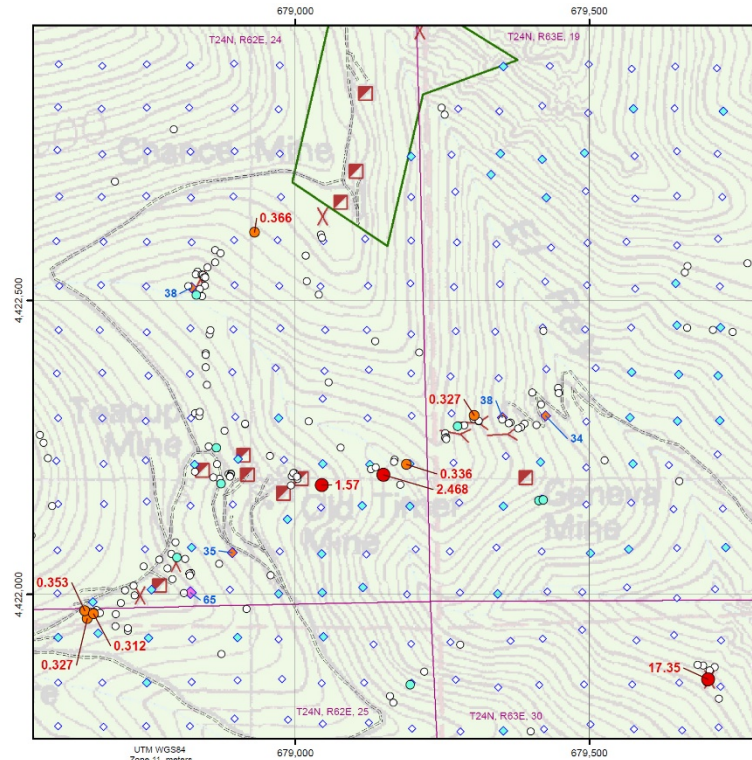 679,000
679,500
T24N, R62E, 24
T24N, R63E, 19
Chance Mine
0.366
4,422,500
38
0.327
38
34
Teacup
Mine
0.336
1.57
2.468
Mine
Mine
35
4,422,000
0.353
65
0.312
0.327
17.35
T24N, R62E, 25
T24N, R63E, 30
UTM WGS84
679,000
679,500
Zone 11, meters